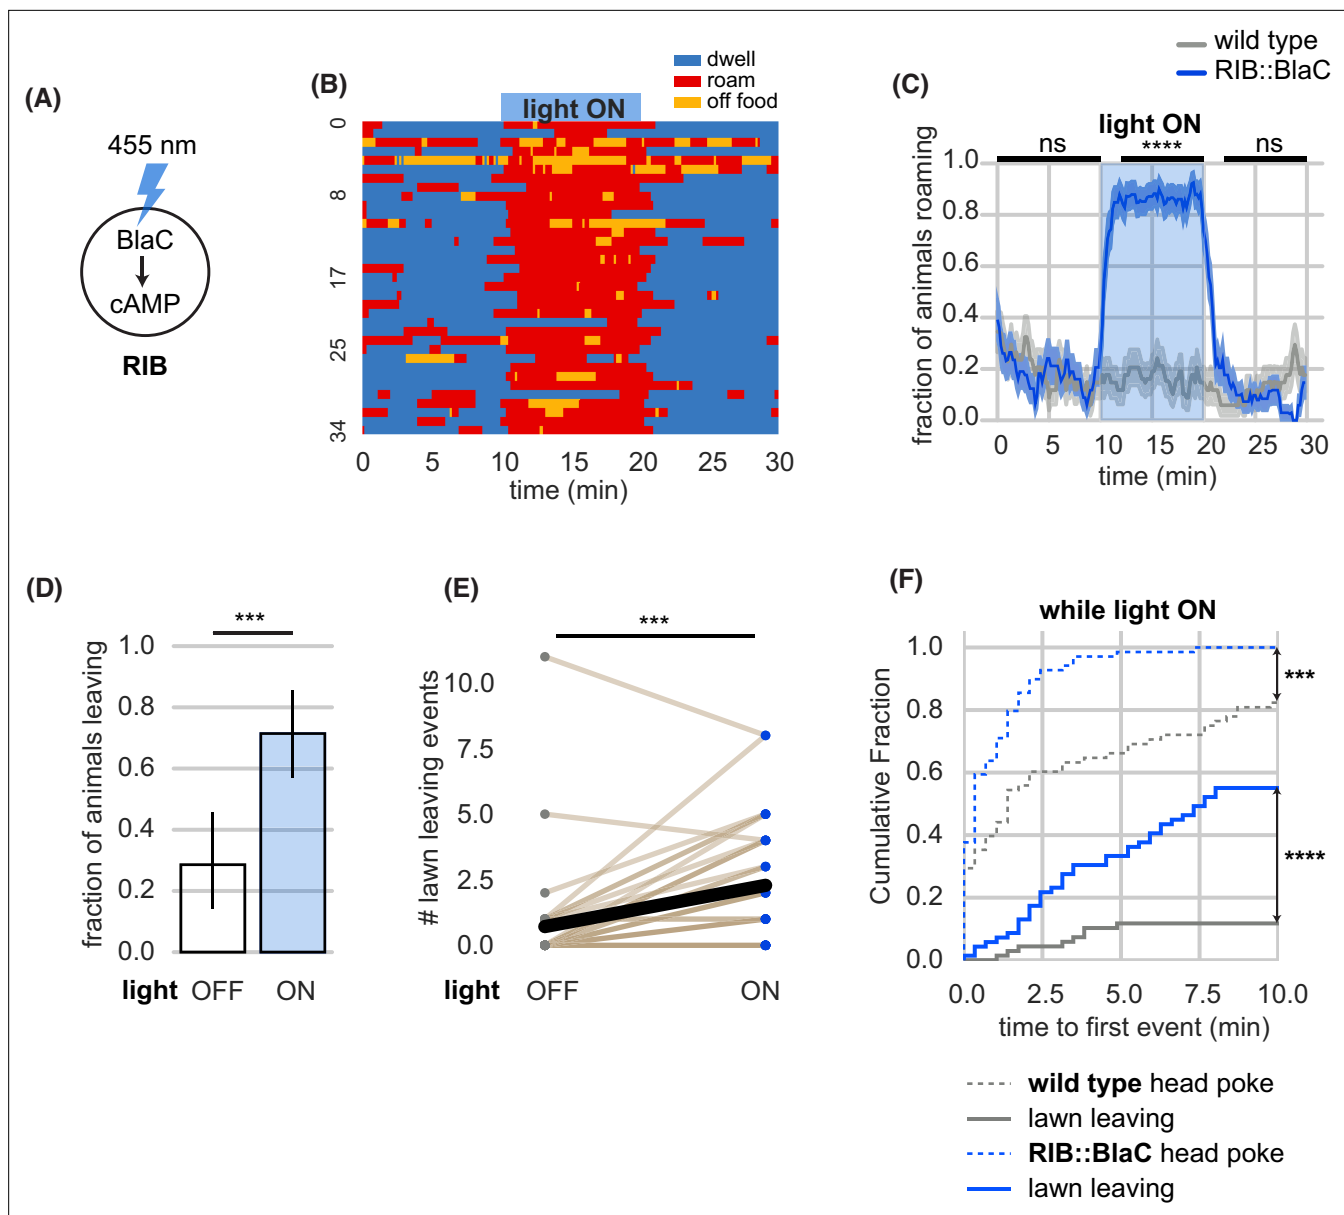 (A)
455 nm
BlaC
cAMP
RIB
(B)
dwell
roam
off food
light ON
0
8
17
25
34
0 5 10 15 20 25 30
time (min)
wild type
RIB::BlaC
(C)
light ON
ns **** ns
fraction of animals roaming
1.0
0.8
0.6
0.4
0.2
0.0
0 5 10 15 20 25 30
time (min)
(D)
***
fraction of animals leaving
1.0
0.8
0.6
0.4
0.2
0.0
light OFF ON
(E)
***
# lawn leaving events
10.0
7.5
5.0
2.5
0.0
light OFF ON
(F)
while light ON
Cumulative Fraction
1.0
0.8
0.6
0.4
0.2
0.0
***
****
0.0 2.5 5.0 7.5 10.0
time to first event (min)
wild type head poke
lawn leaving
RIB::BlaC head poke
lawn leaving